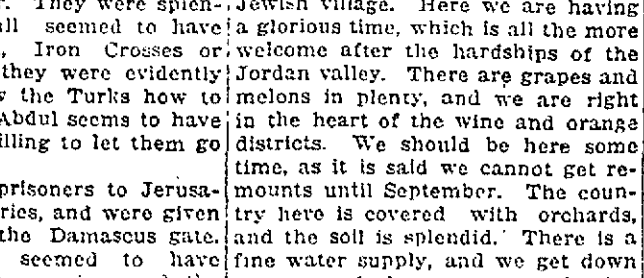 They were splen-
all seemed to have
Iron Crosses or
they were evidently
the Turks how to
Abdul seems to have
illing to let them go
prisoners to Jerusa-
ries, and were given
the Damascus gate.
seemed to have
Jewish village. Here we are having
a glorious time, which is all the more
welcome after the hardships of the
Jordan valley. There are grapes and
melons in plenty, and we are right
in the heart of the wine and orange
districts. We should be here some
time, as it is said we cannot get re-
mounts until September. The coun-
try here is covered with orchards,
and the soil is splendid. There is a
fine water supply, and we get down